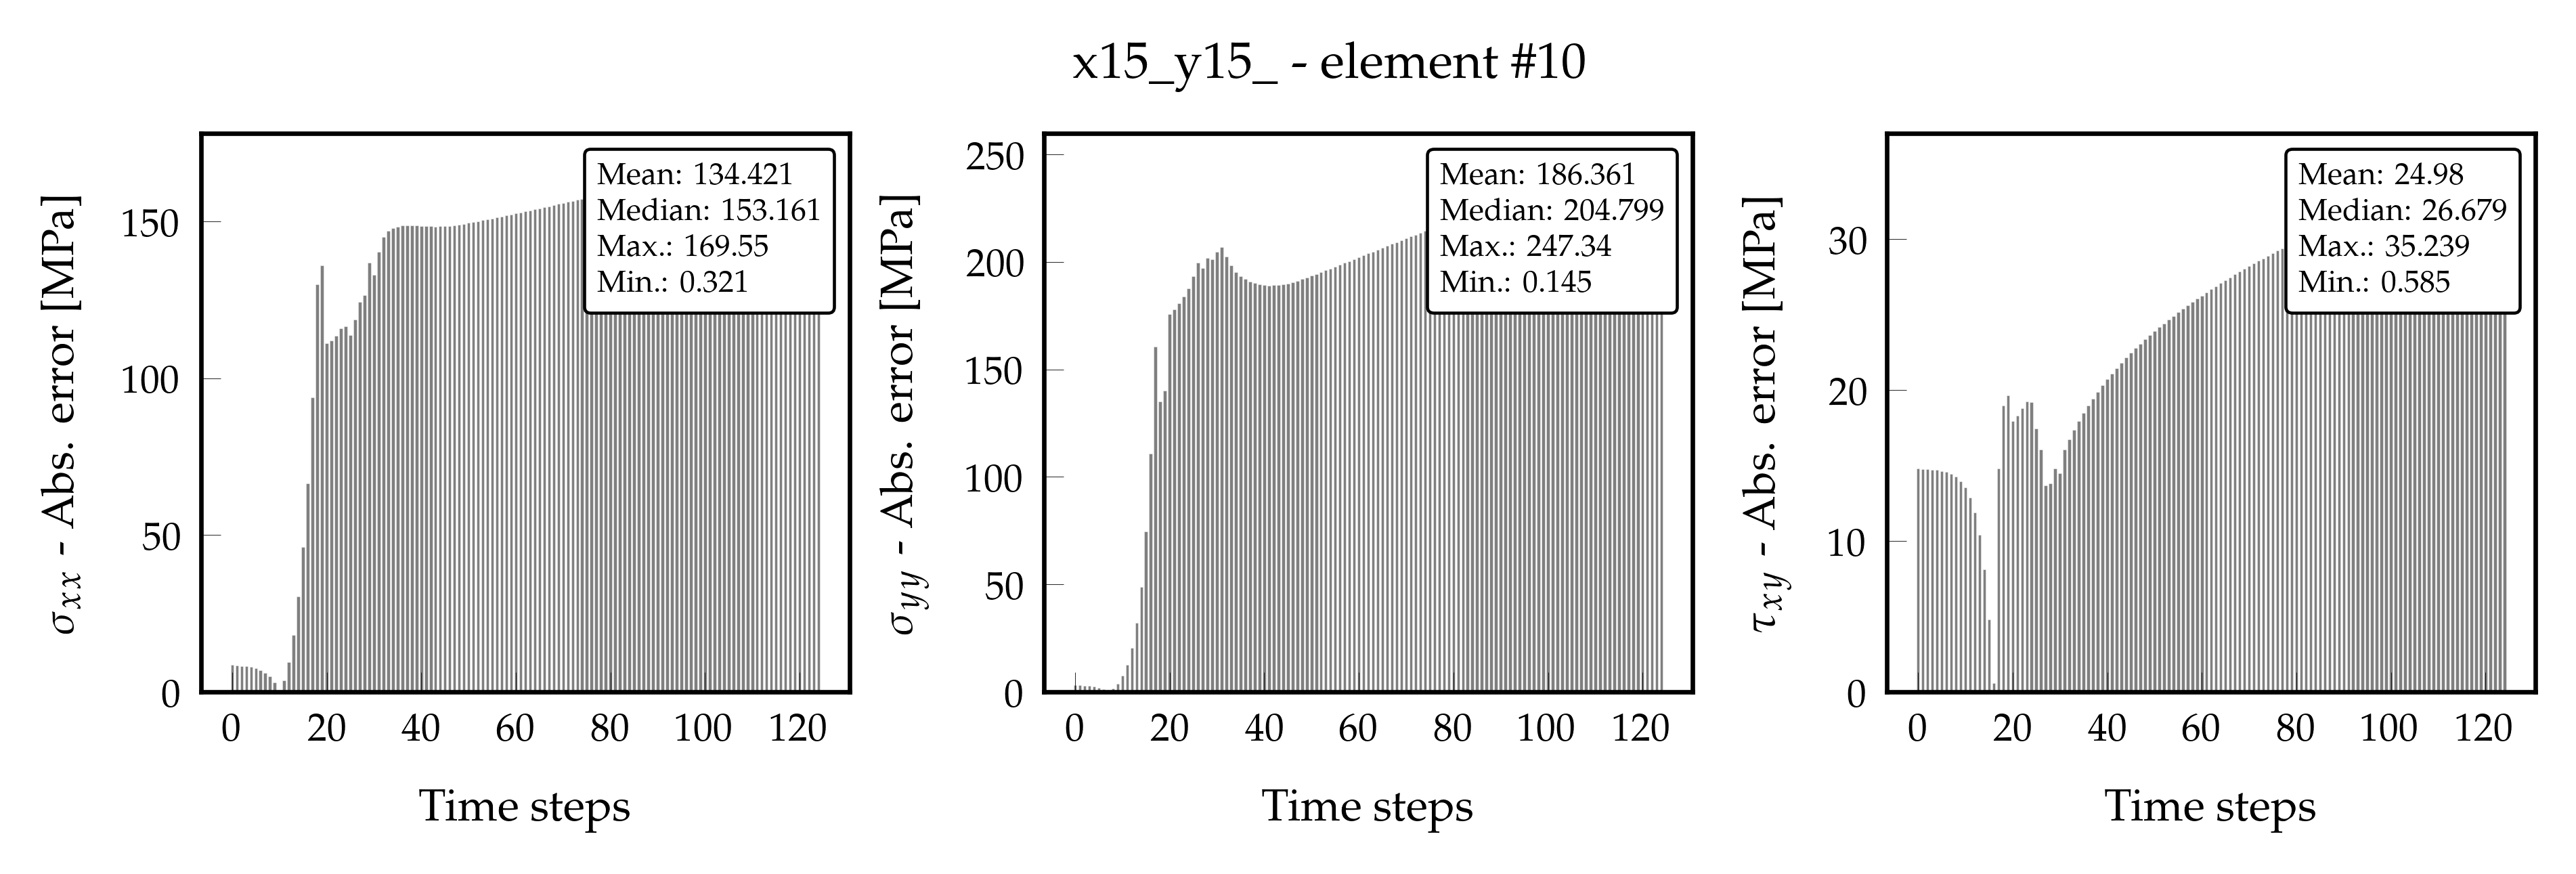 x15_y15_ - element #10
σxx - Abs. error [MPa]
150
100
50
0
0 20 40 60 80 100 120
Time steps
Mean: 134.421
Median: 153.161
Max.: 169.55
Min.: 0.321
σyy - Abs. error [MPa]
250
200
150
100
50
0
0 20 40 60 80 100 120
Time steps
Mean: 186.361
Median: 204.799
Max.: 247.34
Min.: 0.145
τxy - Abs. error [MPa]
30
20
10
0
0 20 40 60 80 100 120
Time steps
Mean: 24.98
Median: 26.679
Max.: 35.239
Min.: 0.585